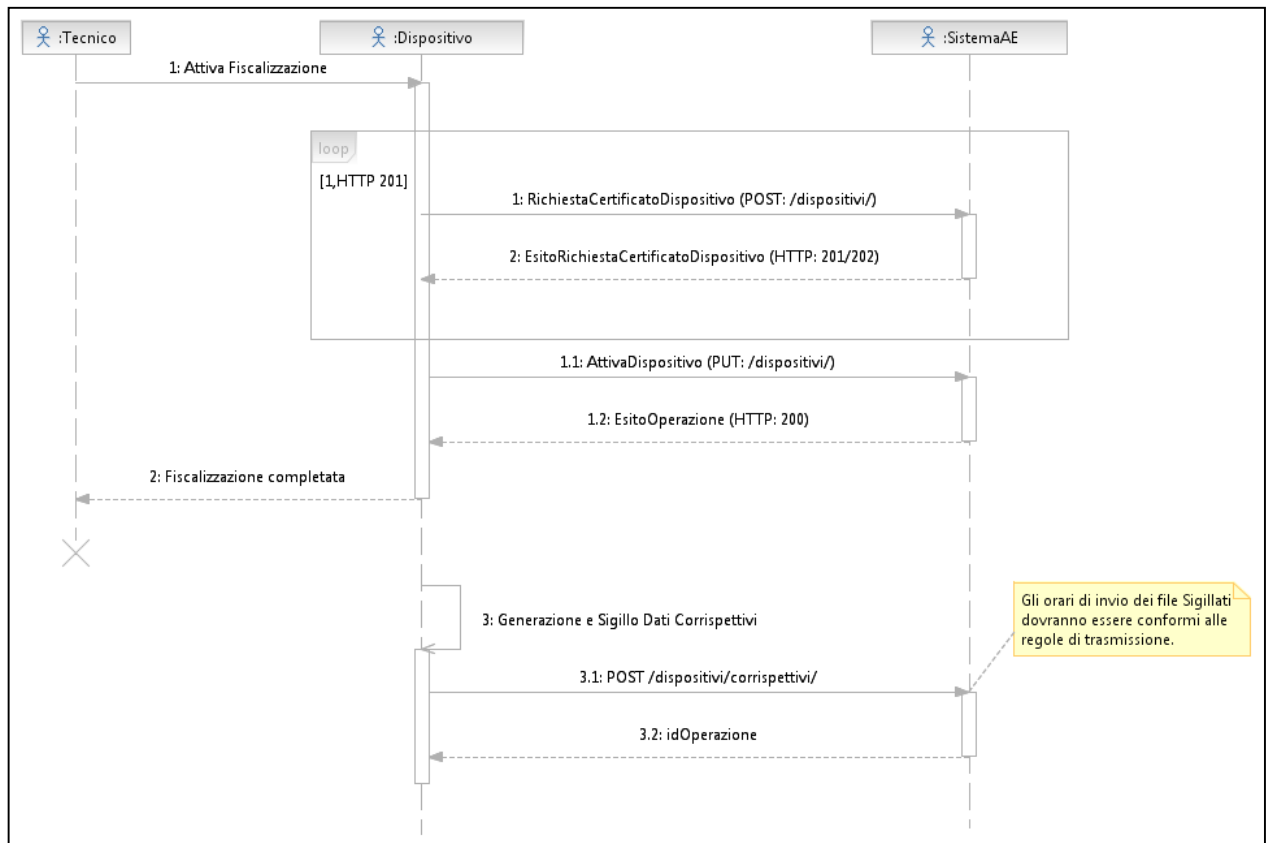 :Tecnico
:Dispositivo
:SistemaAE
1: Attiva Fiscalizzazione
loop
[1,HTTP 201]
1: RichiestaCertificatoDispositivo (POST: /dispositivi/)
2: EsitoRichiestaCertificatoDispositivo (HTTP: 201/202)
1.1: AttivaDispositivo (PUT: /dispositivi/)
1.2: EsitoOperazione (HTTP: 200)
2: Fiscalizzazione completata
3: Generazione e Sigillo Dati Corrispettivi
Gli orari di invio dei file Sigillati
dovranno essere conformi alle
regole di trasmissione.
3.1: POST /dispositivi/corrispettivi/
3.2: idOperazione